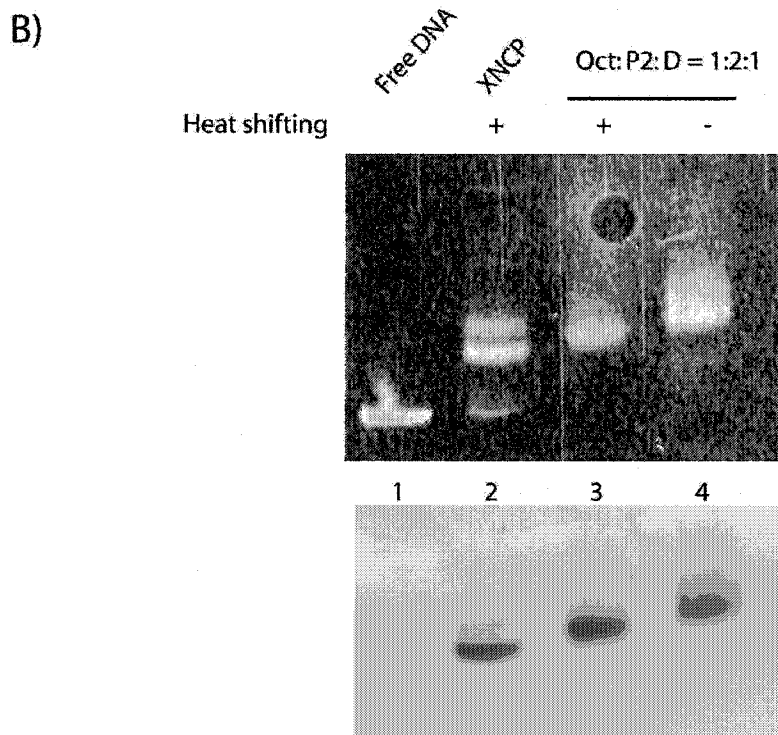 B)
Free DNA
XNCP
Oct: P2: D = 1:2:1
Heat shifting + + -
1 2 3 4